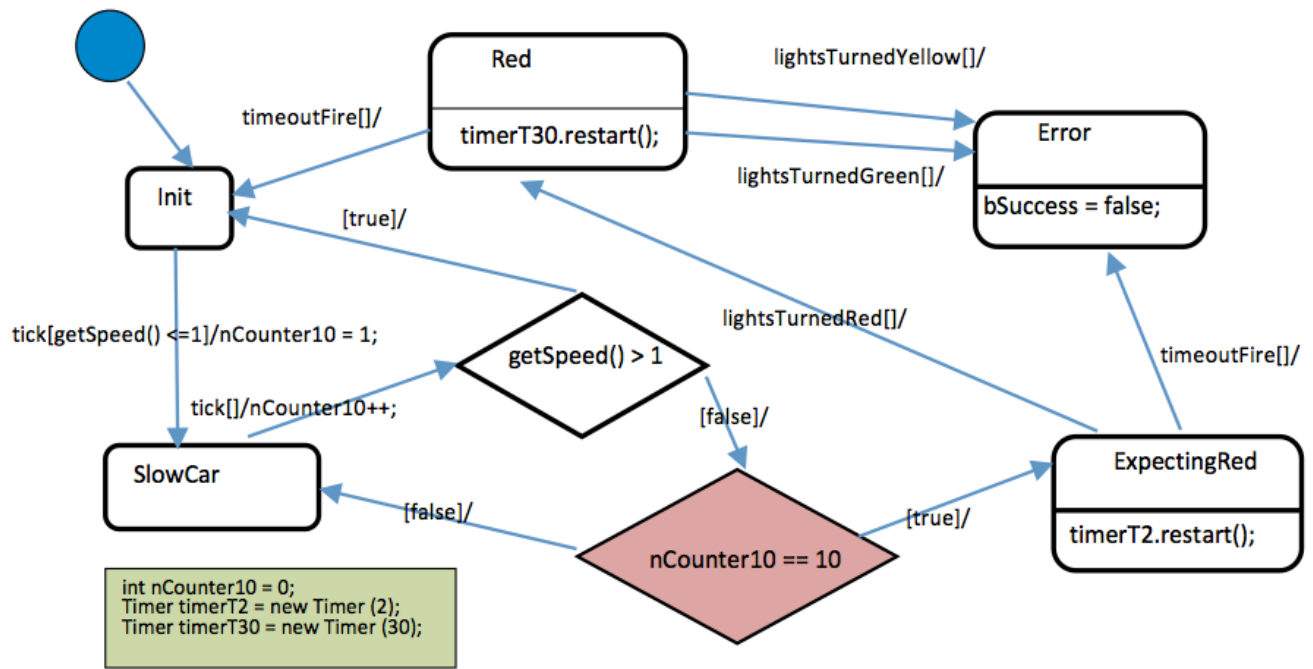 Red
lightsTurnedYellow[]/
timeoutFire[]/
timerT30.restart();
Error
lightsTurnedGreen[]/
Init
bSuccess = false;
[true]/
tick[getSpeed() <=1]/nCounter10 = 1;
lightsTurnedRed[]/
getSpeed() > 1
timeoutFire[]/
tick[]/nCounter10++;
[false]/
SlowCar
ExpectingRed
[false]/
[true]/
timerT2.restart();
nCounter10 == 10
int nCounter10 = 0;
Timer timerT2 = new Timer (2);
Timer timerT30 = new Timer (30);